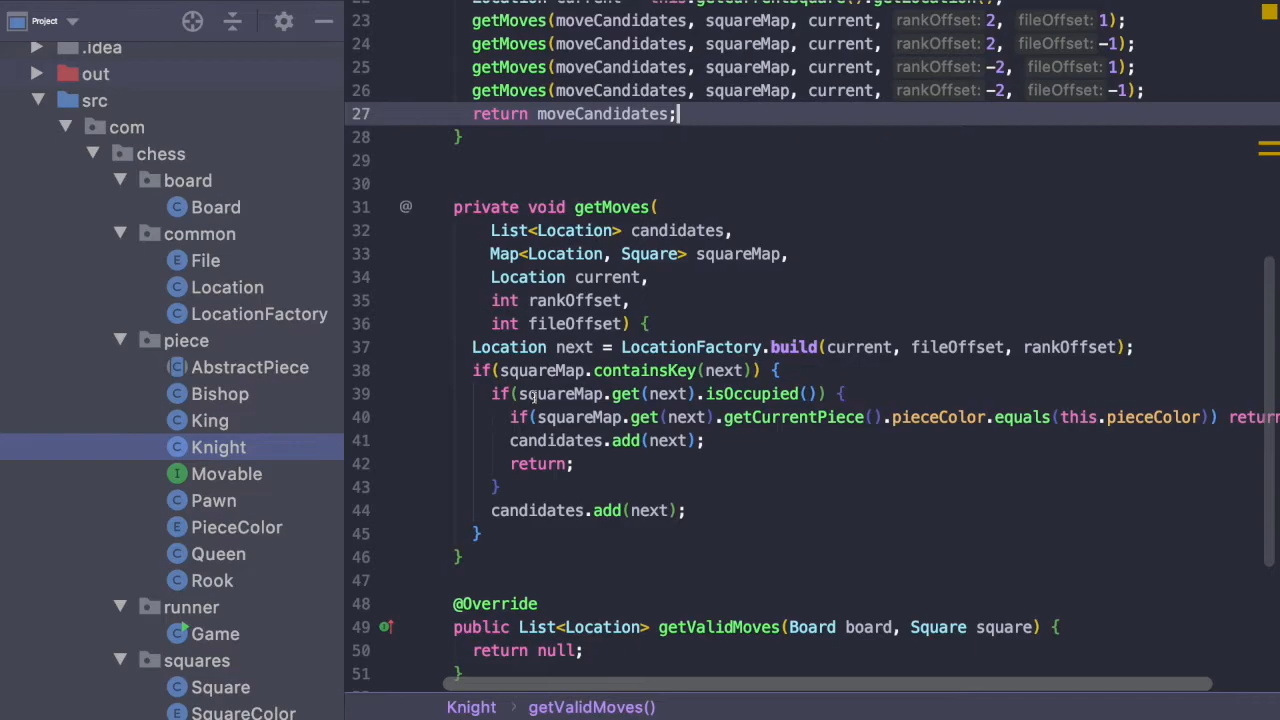 Project
.idea
out
src
com
chess
board
Board
common
File
Location
LocationFactory
piece
AbstractPiece
Bishop
King
Knight
Movable
Pawn
PieceColor
Queen
Rook
runner
Game
squares
Square
SquareColor
23 getMoves(moveCandidates, squareMap, current, rankOffset: 2, fileOffset: 1);
24 getMoves(moveCandidates, squareMap, current, rankOffset: 2, fileOffset: -1);
25 getMoves(moveCandidates, squareMap, current, rankOffset: -2, fileOffset: 1);
26 getMoves(moveCandidates, squareMap, current, rankOffset: -2, fileOffset: -1);
27 return moveCandidates;
28 }
29
30
31 @ private void getMoves(
32 List<Location> candidates,
33 Map<Location, Square> squareMap,
34 Location current,
35 int rankOffset,
36 int fileOffset) {
37 Location next = LocationFactory.build(current, fileOffset, rankOffset);
38 if(squareMap.containsKey(next)) {
39 if(squareMap.get(next).isOccupied()) {
40 if(squareMap.get(next).getCurrentPiece().pieceColor.equals(this.pieceColor)) return
41 candidates.add(next);
42 return;
43 }
44 candidates.add(next);
45 }
46 }
47
48 @Override
49 public List<Location> getValidMoves(Board board, Square square) {
50 return null;
51 }
Knight > getValidMoves()